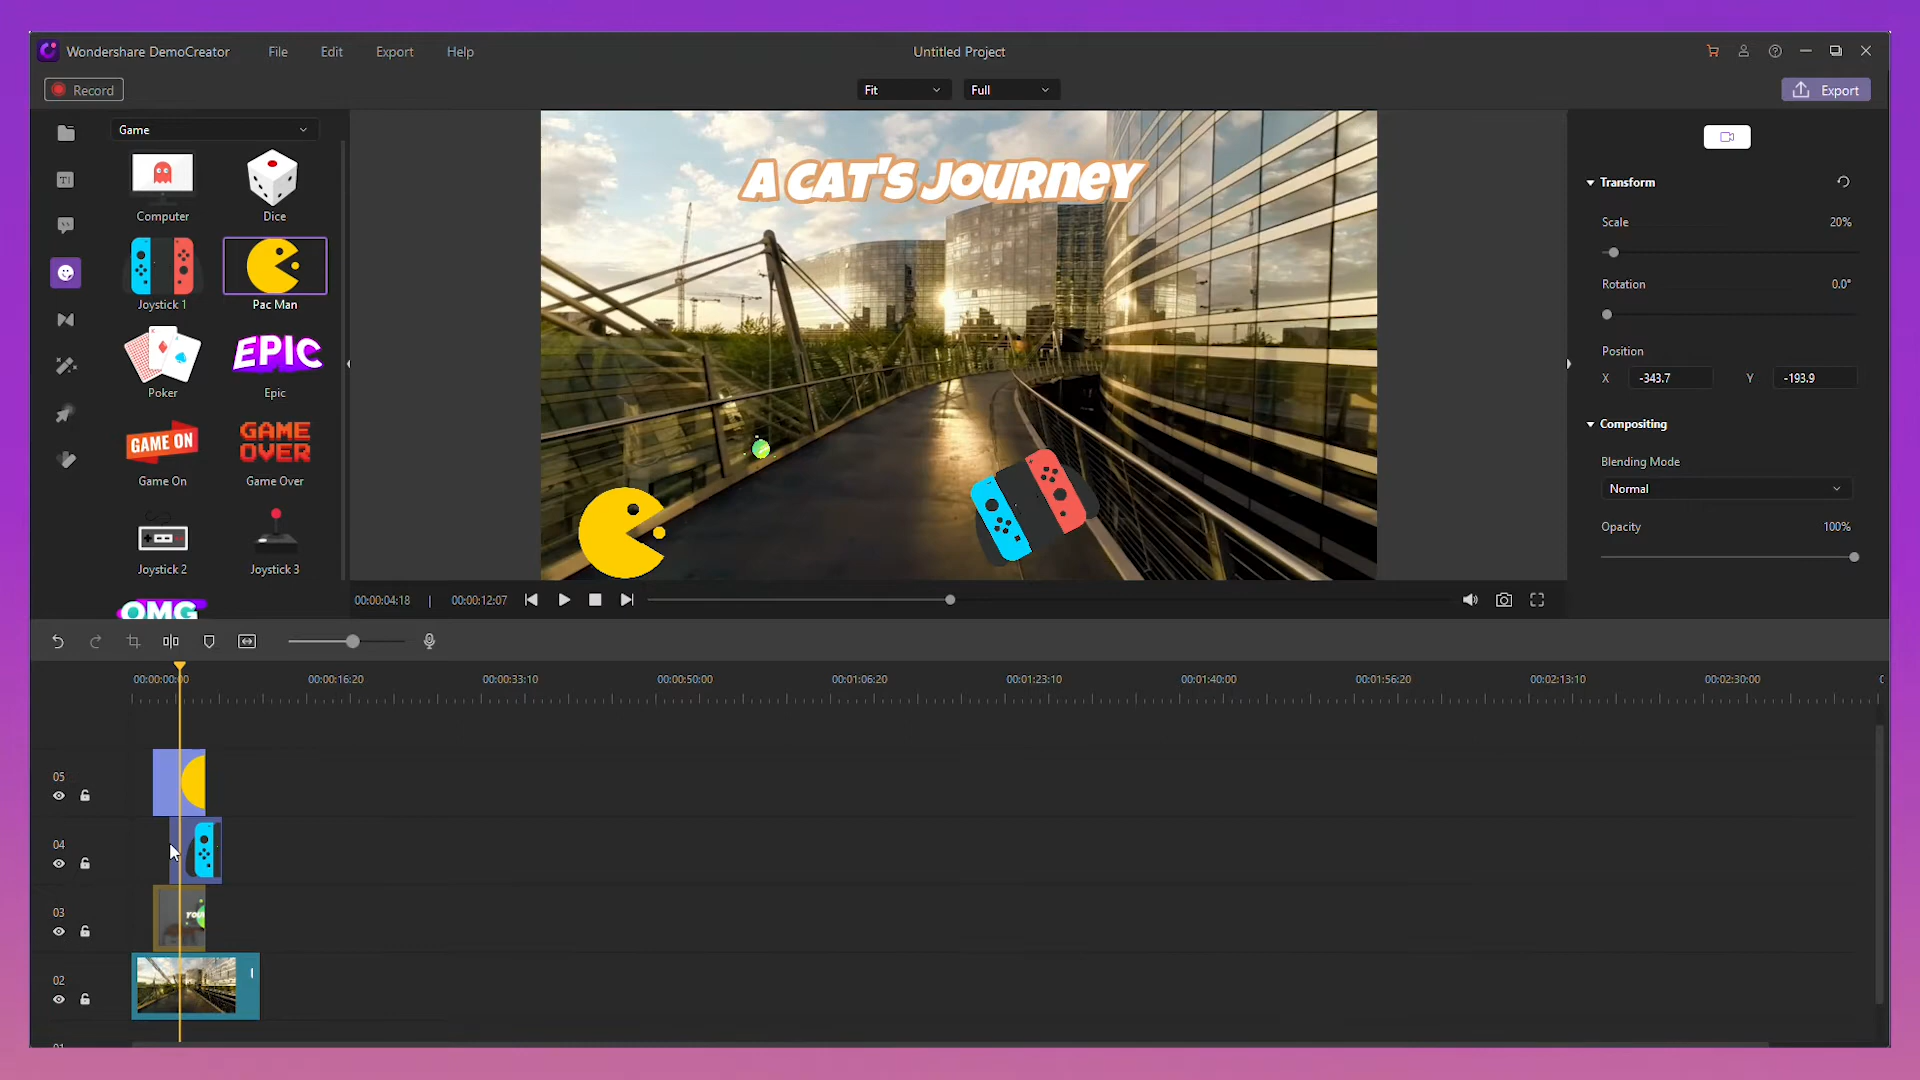 Wondershare DemoCreator File Edit Export Help Untitled Project
Record Fit Full Export
Game
Computer Dice
Joystick 1 Pac Man
EPIC
Poker Epic
GAME ON GAME OVER
Game On Game Over
Joystick 2 Joystick 3
OMG
A CAT'S JOURNEY
Transform
Scale 20%
Rotation 0.0°
Position
X -343.7 Y -193.9
Compositing
Blending Mode
Normal
Opacity 100%
00:00:04:18 | 00:00:12:07
00:00:00:00 00:00:16:20 00:00:33:10 00:00:50:00 00:01:06:20 00:01:23:10 00:01:40:00 00:01:56:20 00:02:13:10 00:02:30:00
05
04
03
02